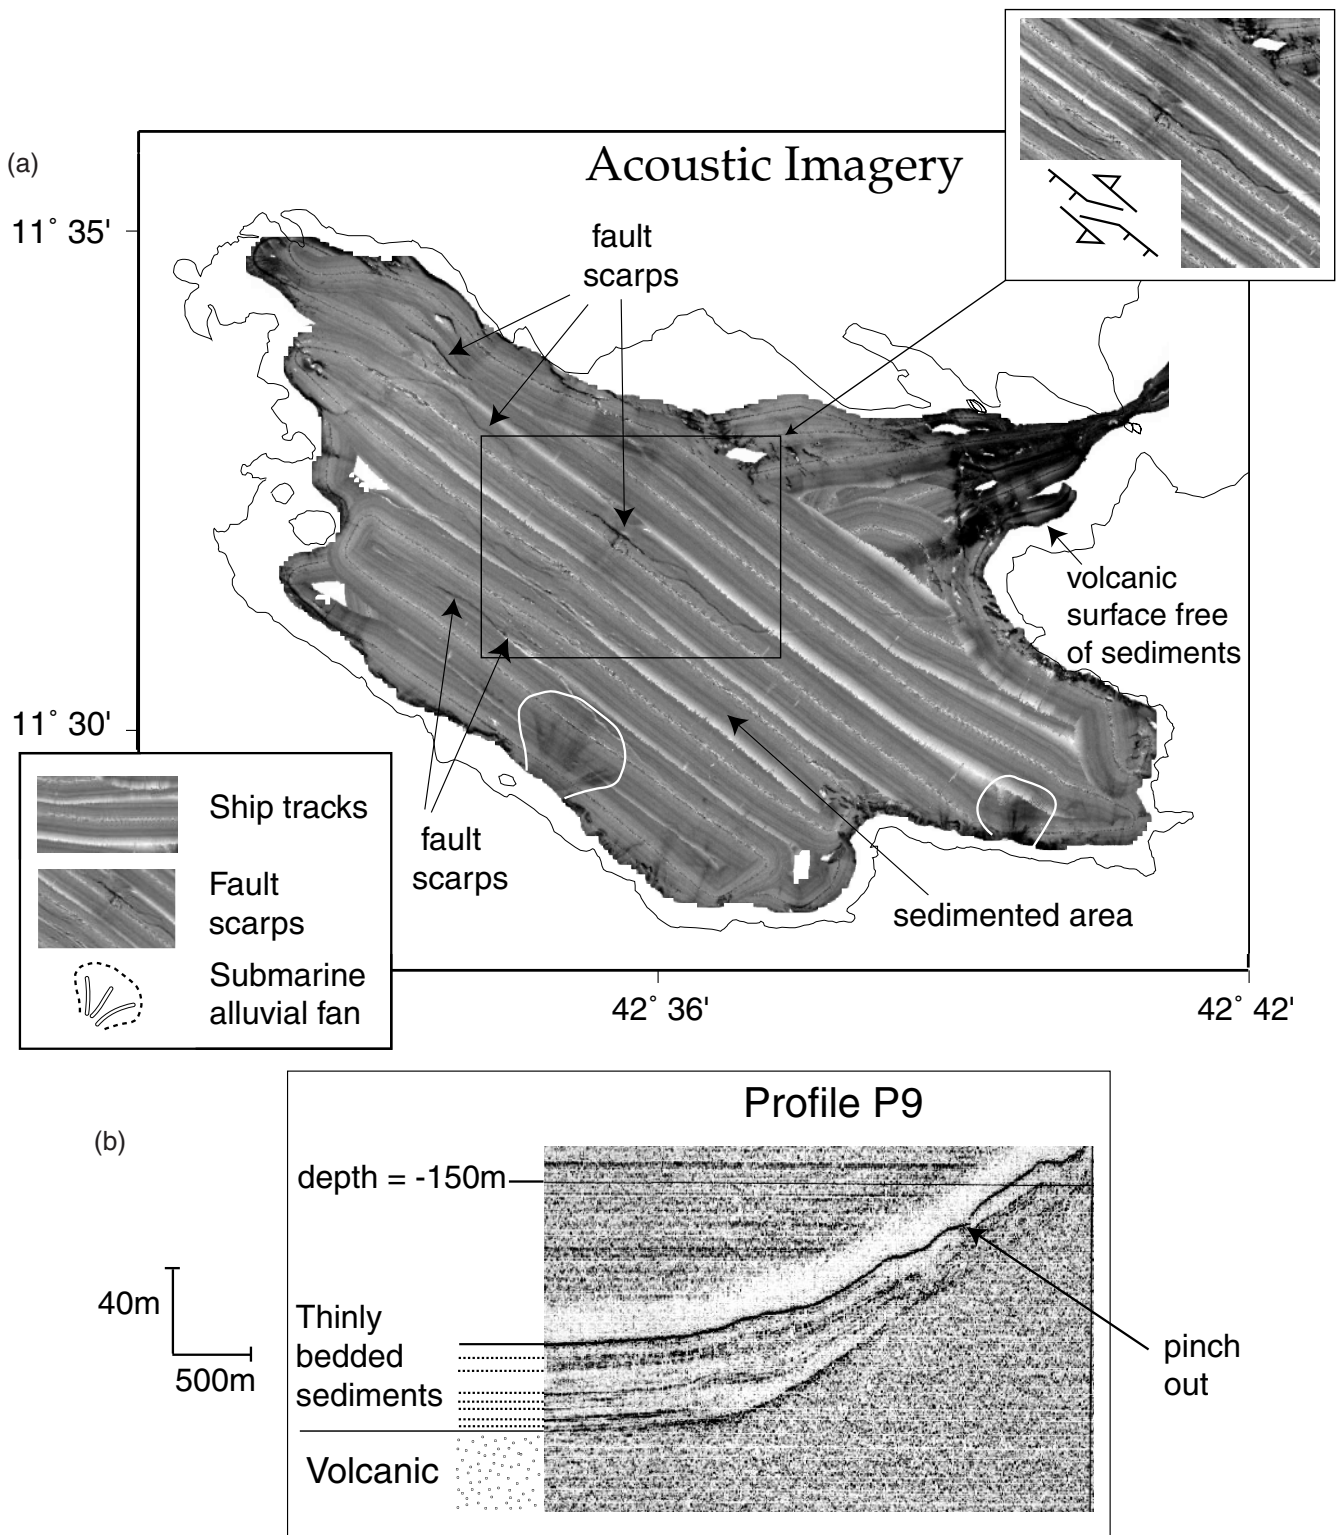 (a)
Acoustic Imagery
11° 35'
fault
scarps
volcanic
surface free
of sediments
11° 30'
Ship tracks
Fault
scarps
Submarine
alluvial fan
fault
scarps
sedimented area
42° 36'
42° 42'
(b)
Profile P9
depth = -150m
40m
500m
Thinly
bedded
sediments
Volcanic
pinch
out